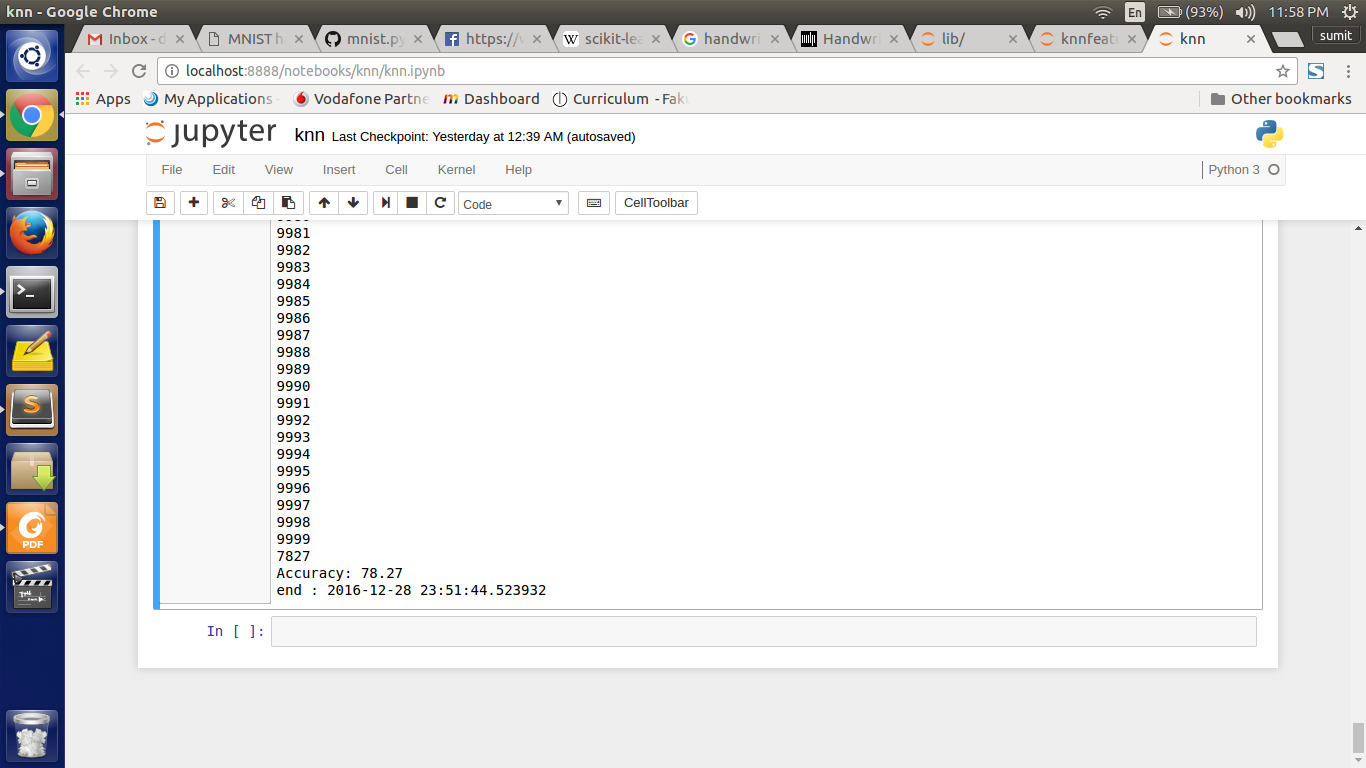 knn - Google Chrome
En
(93%)
11:58 PM
Inbox - d
MNIST h
mnist.py
https://
scikit-lea
handwri
Handwri
lib/
knnfeat
knn
sumit
localhost:8888/notebooks/knn/knn.ipynb
Apps
My Applications
Vodafone Partne
Dashboard
Curriculum - Fak
Other bookmarks
jupyter
knn Last Checkpoint: Yesterday at 12:39 AM (autosaved)
File Edit View Insert Cell Kernel Help
Python 3
Code
CellToolbar
9981
9982
9983
9984
9985
9986
9987
9988
9989
9990
9991
9992
9993
9994
9995
9996
9997
9998
9999
7827
Accuracy: 78.27
end : 2016-12-28 23:51:44.523932
In [ ]:
PDF